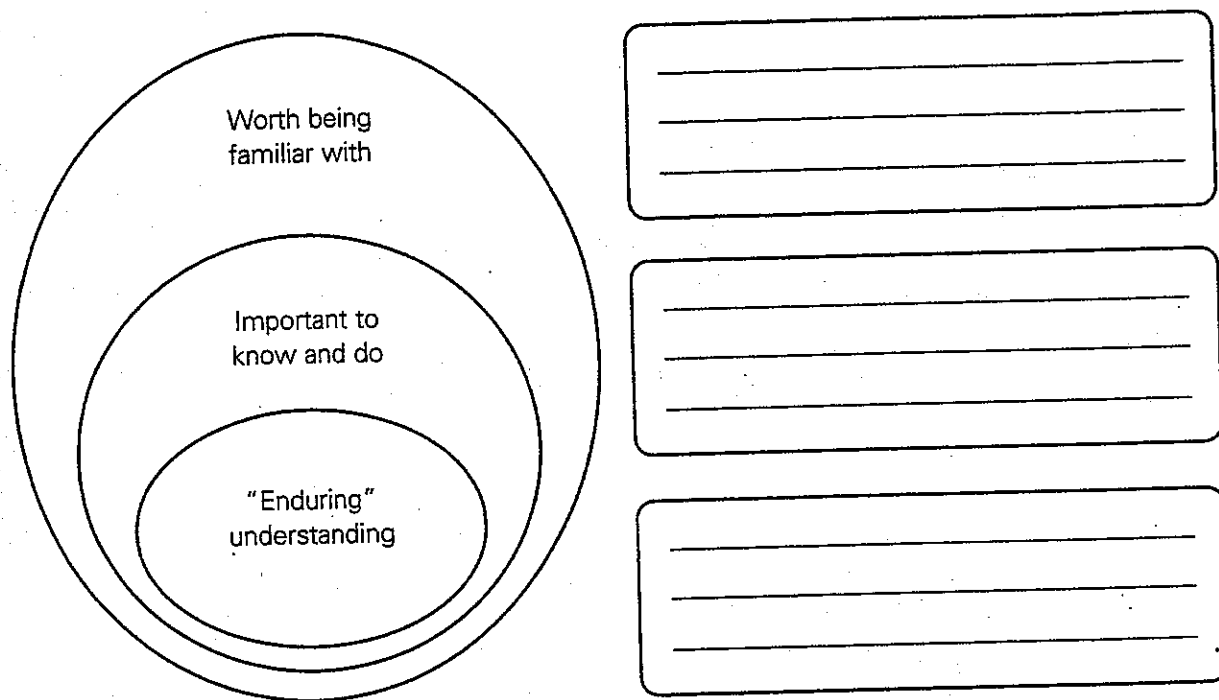 Worth being
familiar with
Important to
know and do
"Enduring"
understanding